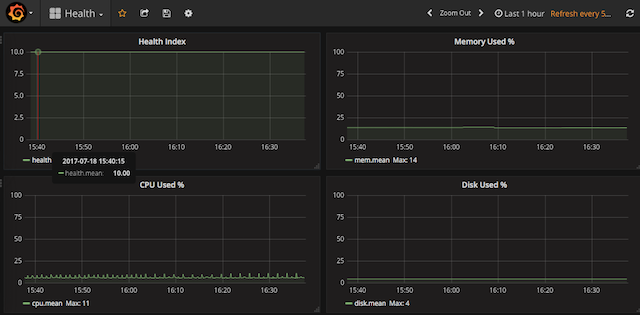 Health
Zoom Out
Last 1 hour
Refresh every 5...
Health Index
10.0
7.5
5.0
2.5
0
15:40 15:50 16:00 16:10 16:20 16:30
health
2017-07-18 15:40:15
health.mean: 10.00
Memory Used %
100
75
50
25
0
15:40 15:50 16:00 16:10 16:20 16:30
mem.mean Max: 14
CPU Used %
100
75
50
25
0
15:40 15:50 16:00 16:10 16:20 16:30
cpu.mean Max: 11
Disk Used %
100
75
50
25
0
15:40 15:50 16:00 16:10 16:20 16:30
disk.mean Max: 4